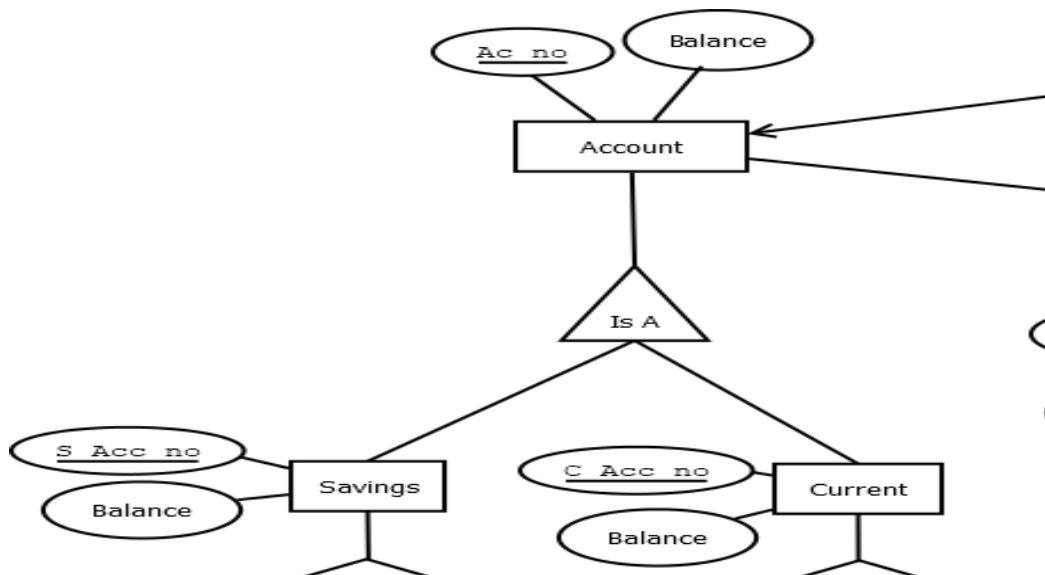 Ac no
Balance
Account
Is A
S Acc no
Savings
Balance
C Acc no
Current
Balance